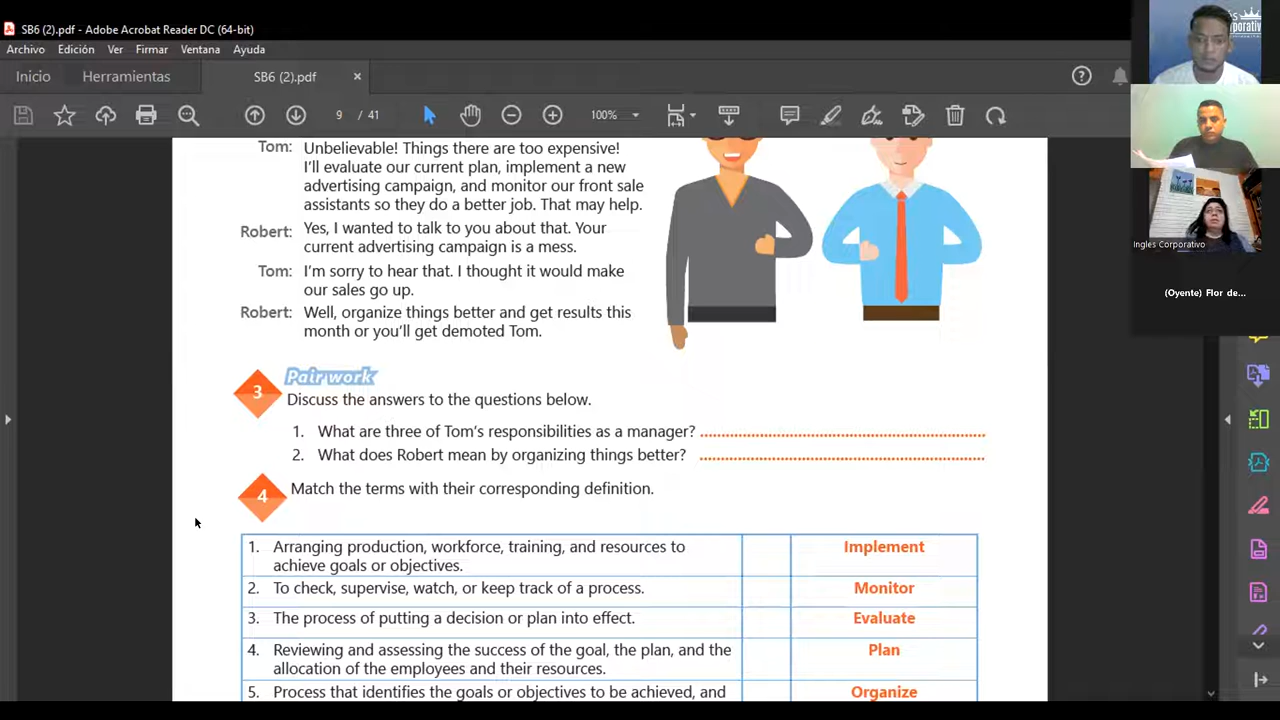 SB6 (2).pdf - Adobe Acrobat Reader DC (64-bit)
Archivo Edición Ver Firmar Ventana Ayuda
Inicio Herramientas SB6 (2).pdf
9 / 41 100%
Tom: Unbelievable! Things there are too expensive!
I'll evaluate our current plan, implement a new
advertising campaign, and monitor our front sale
assistants so they do a better job. That may help.
Robert: Yes, I wanted to talk to you about that. Your
current advertising campaign is a mess.
Tom: I'm sorry to hear that. I thought it would make
our sales go up.
Robert: Well, organize things better and get results this
month or you'll get demoted Tom.
3 Pair work
Discuss the answers to the questions below.
1. What are three of Tom's responsibilities as a manager?
2. What does Robert mean by organizing things better?
4 Match the terms with their corresponding definition.
1. Arranging production, workforce, training, and resources to
achieve goals or objectives.
Implement
2. To check, supervise, watch, or keep track of a process.
Monitor
3. The process of putting a decision or plan into effect.
Evaluate
4. Reviewing and assessing the success of the goal, the plan, and the
allocation of the employees and their resources.
Plan
5. Process that identifies the goals or objectives to be achieved, and
Organize
Ingles Corporativo
(Oyente) Flor de...